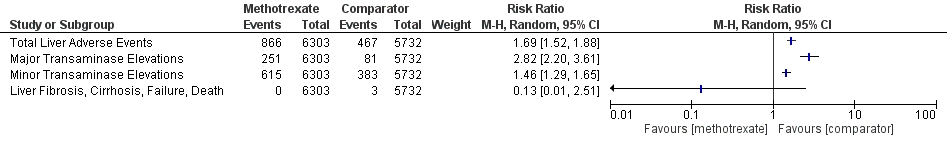 Methotrexate Comparator Risk Ratio Risk Ratio
Study or Subgroup Events Total Events Total Weight M-H, Random, 95% CI M-H, Random, 95% CI
Total Liver Adverse Events 866 6303 467 5732 1.69 [1.52, 1.88]
Major Transaminase Elevations 251 6303 81 5732 2.82 [2.20, 3.61]
Minor Transaminase Elevations 615 6303 383 5732 1.46 [1.29, 1.65]
Liver Fibrosis, Cirrhosis, Failure, Death 0 6303 3 5732 0.13 [0.01, 2.51]
0.01 0.1 1 10 100
Favours [methotrexate] Favours [comparator]